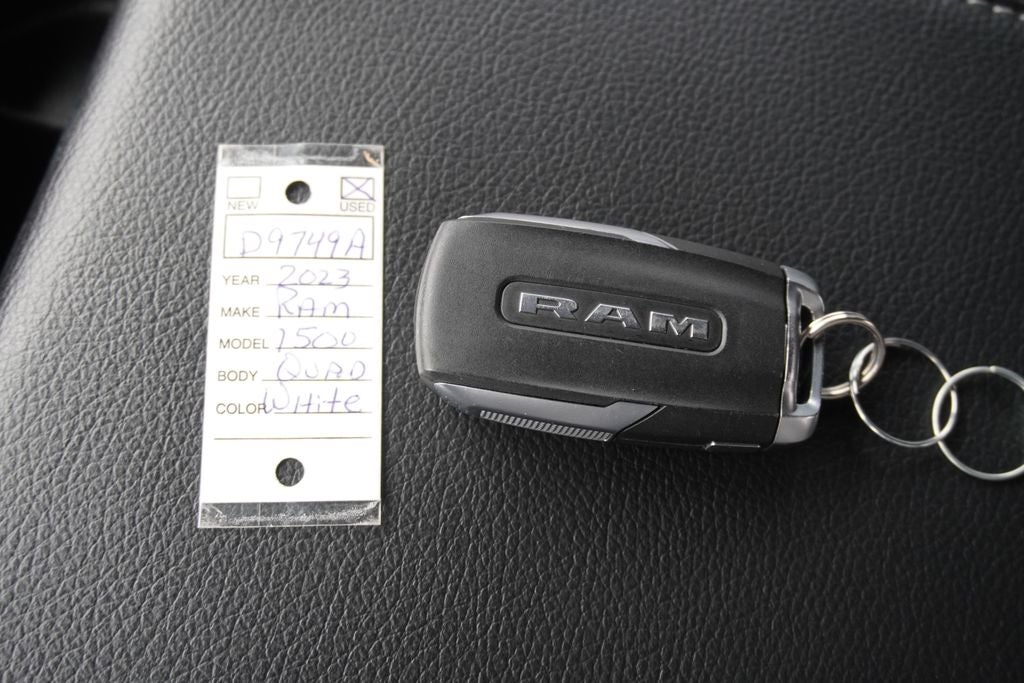 NEW USED
D9749A
YEAR 2023
MAKE RAM
MODEL 1500
BODY QUAD
COLOR WHITE
RAM